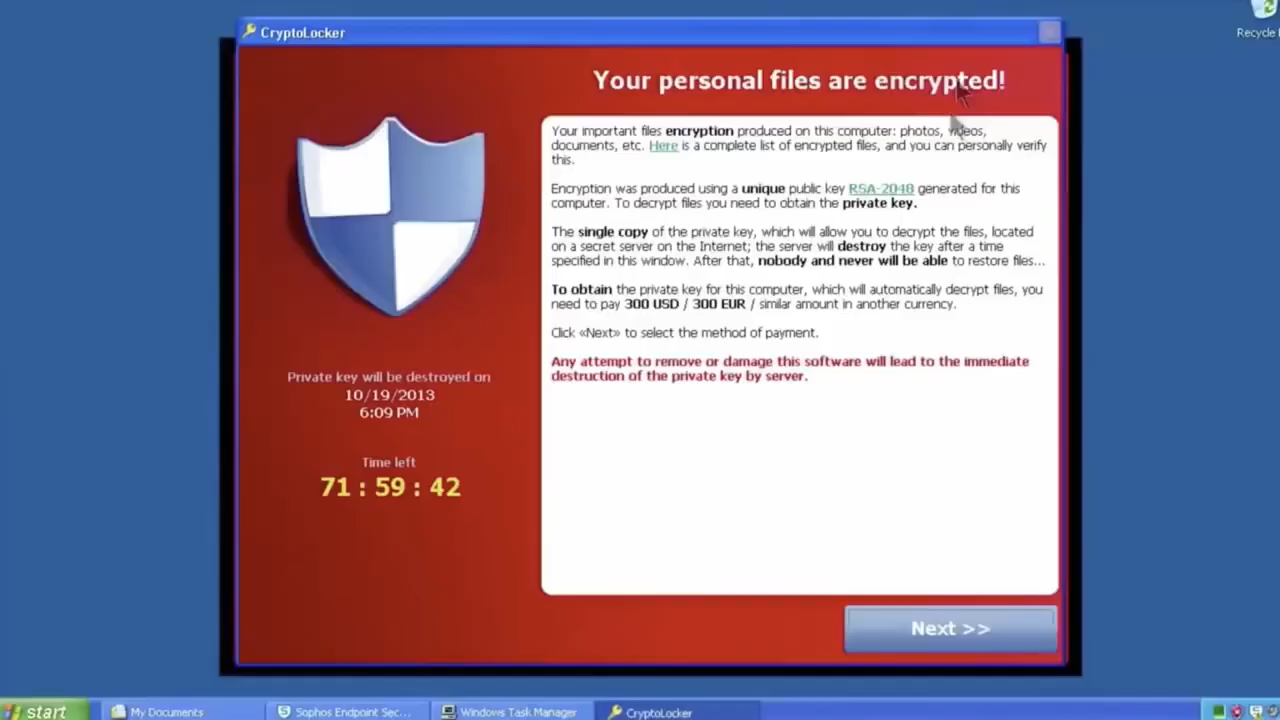 CryptoLocker
Recycle
Your personal files are encrypted!
Your important files encryption produced on this computer: photos, videos,
documents, etc. Here is a complete list of encrypted files, and you can personally verify
this.
Encryption was produced using a unique public key RSA-2048 generated for this
computer. To decrypt files you need to obtain the private key.
The single copy of the private key, which will allow you to decrypt the files, located
on a secret server on the Internet; the server will destroy the key after a time
specified in this window. After that, nobody and never will be able to restore files...
To obtain the private key for this computer, which will automatically decrypt files, you
need to pay 300 USD / 300 EUR / similar amount in another currency.
Click «Next» to select the method of payment.
Any attempt to remove or damage this software will lead to the immediate
destruction of the private key by server.
Private key will be destroyed on
10/19/2013
6:09 PM
Time left
71 : 59 : 42
Next >>
start
My Documents
Sophos Endpoint Sec...
Windows Task Manager
CryptoLocker